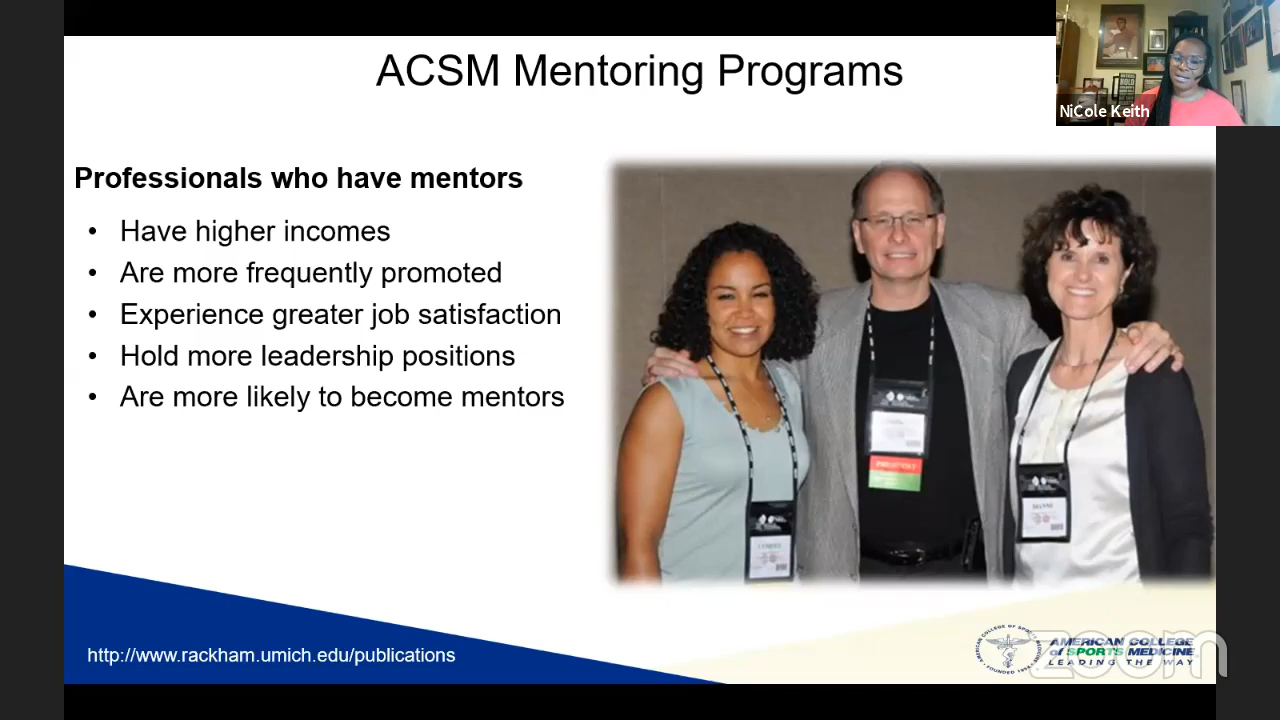 ACSM Mentoring Programs
NiCole Keith
Professionals who have mentors
• Have higher incomes
• Are more frequently promoted
• Experience greater job satisfaction
• Hold more leadership positions
• Are more likely to become mentors
PRESIDENT
DIANNE
http://www.rackham.umich.edu/publications
AMERICAN COLLEGE
of SPORTS MEDICINE
LEADING THE WAY
zoom